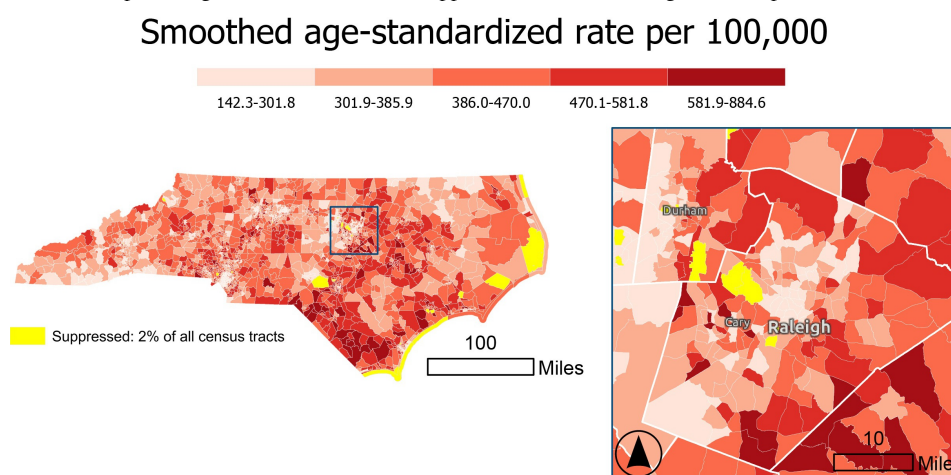 Smoothed age-standardized rate per 100,000
142.3-301.8 301.9-385.9 386.0-470.0 470.1-581.8 581.9-884.6
Durham
Cary Raleigh
Suppressed: 2% of all census tracts
100
Miles
10
Miles